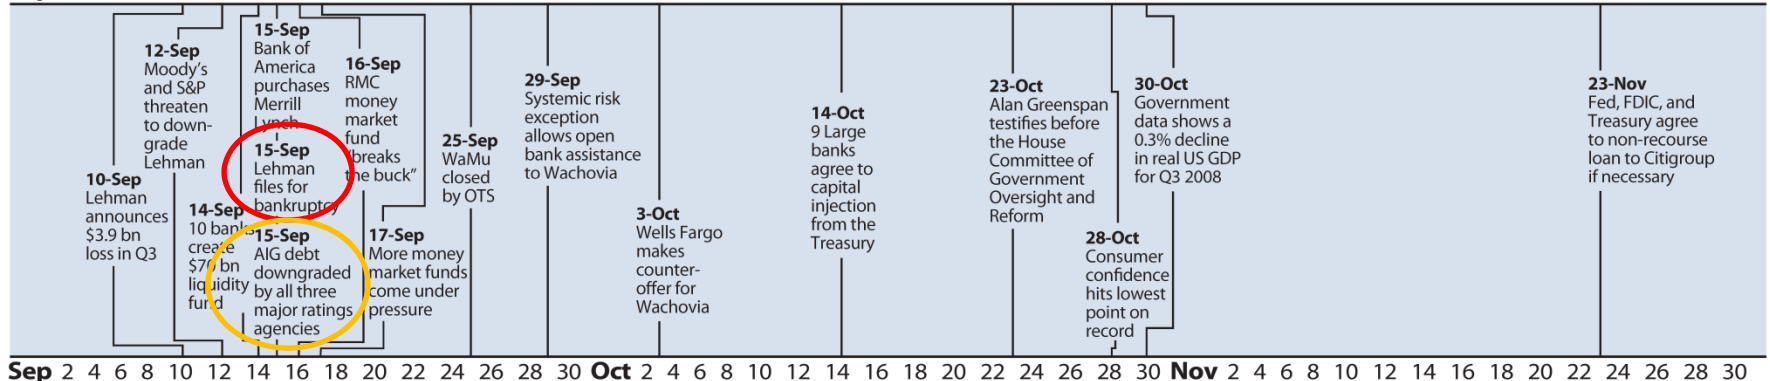 10-Sep
Lehman
announces
$3.9 bn
loss in Q3
12-Sep
Moody's
and S&P
threaten
to down-
grade
Lehman
14-Sep
10 banks
create
$70 bn
liquidity
fund
15-Sep
Bank of
America
purchases
Merrill
Lynch
15-Sep
Lehman
files for
bankruptcy
15-Sep
AIG debt
downgraded
by all three
major ratings
agencies
16-Sep
RMC
money
market
fund
"breaks
the buck"
17-Sep
More money
market funds
come under
pressure
25-Sep
WaMu
closed
by OTS
29-Sep
Systemic risk
exception
allows open
bank assistance
to Wachovia
3-Oct
Wells Fargo
makes
counter-
offer for
Wachovia
14-Oct
9 Large
banks
agree to
capital
injection
from the
Treasury
23-Oct
Alan Greenspan
testifies before
the House
Committee of
Government
Oversight and
Reform
28-Oct
Consumer
confidence
hits lowest
point on
record
30-Oct
Government
data shows a
0.3% decline
in real US GDP
for Q3 2008
23-Nov
Fed, FDIC, and
Treasury agree
to non-recourse
loan to Citigroup
if necessary
Sep 2 4 6 8 10 12 14 16 18 20 22 24 26 28 30 Oct 2 4 6 8 10 12 14 16 18 20 22 24 26 28 30 Nov 2 4 6 8 10 12 14 16 18 20 22 24 26 28 30